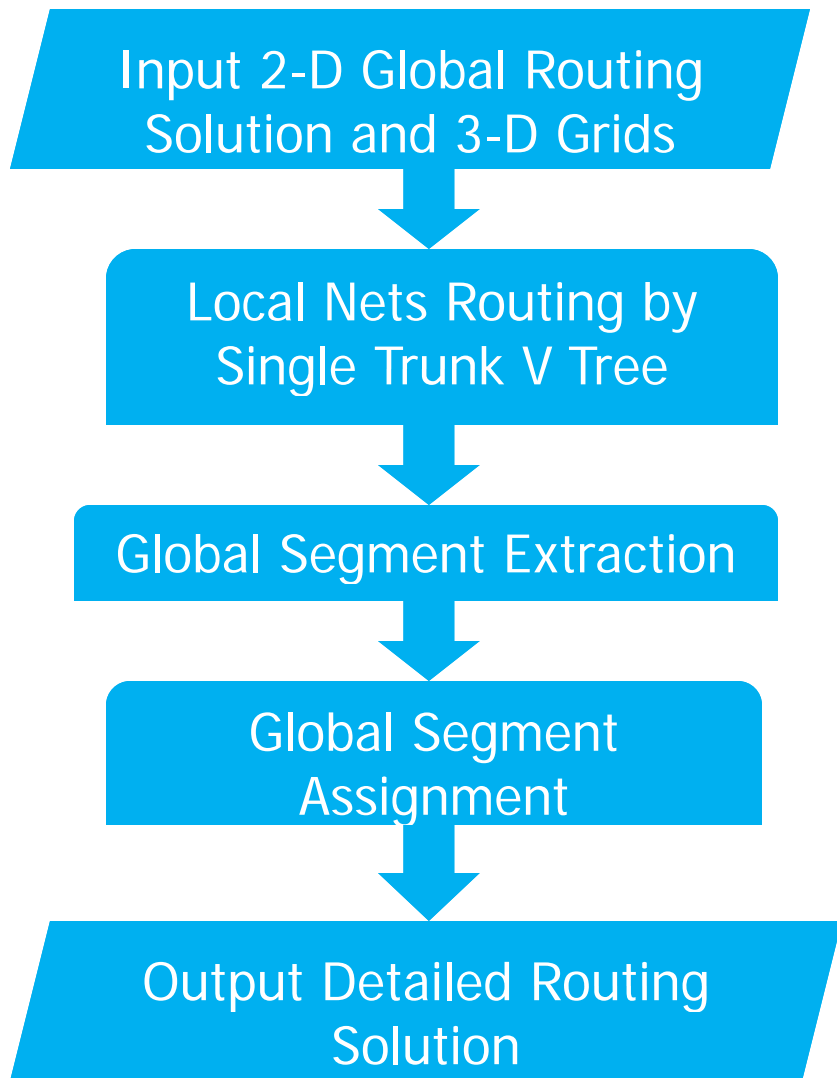 Input 2-D Global Routing
Solution and 3-D Grids
Local Nets Routing by
Single Trunk V Tree
Global Segment Extraction
Global Segment
Assignment
Output Detailed Routing
Solution